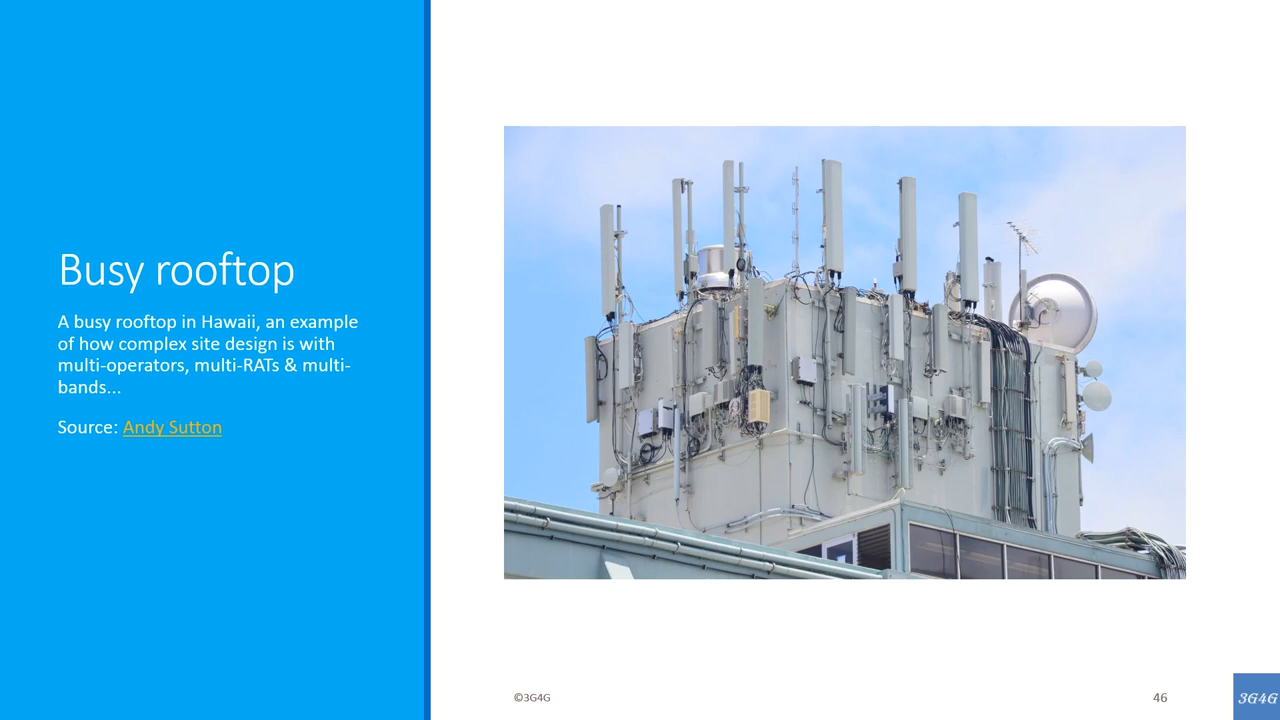 Busy rooftop
A busy rooftop in Hawaii, an example
of how complex site design is with
multi-operators, multi-RATs & multi-
bands...
Source: Andy Sutton
©3G4G
46
3G4G